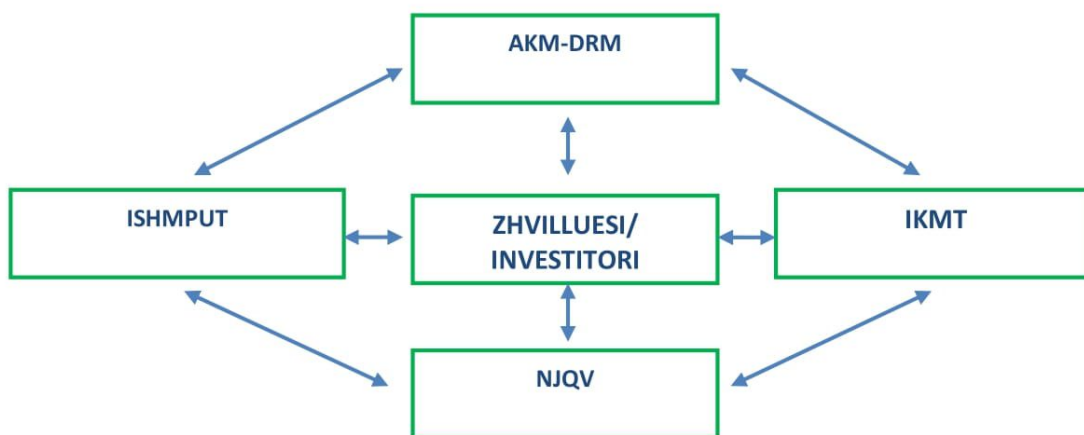 AKM-DRM
ISHMPUT
ZHVILLUESI/
INVESTITORI
IKMT
NJQV